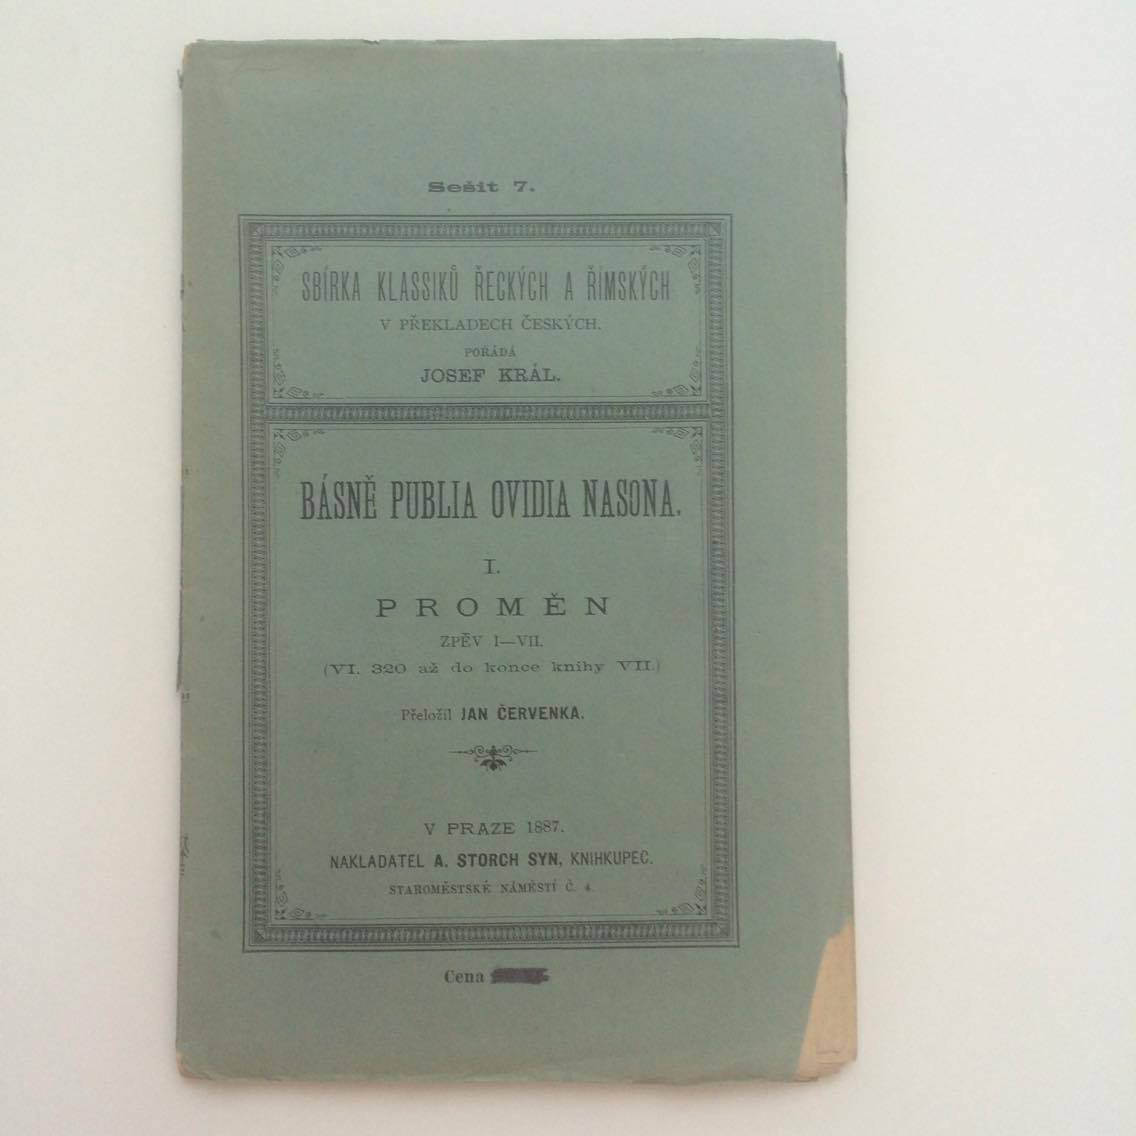 Sešit 7.
SBÍRKA KLASSIKŮ ŘECKÝCH A ŘÍMSKÝCH
V PŘEKLADECH ČESKÝCH.
POŘÁDÁ
JOSEF KRÁL.
BÁSNĚ PUBLIA OVIDIA NASONA.
I.
PROMĚN
ZPĚV I—VII.
(VI. 320 až do konce knihy VII.)
Přeložil JAN ČERVENKA.
V PRAZE 1887.
NAKLADATEL A. STORCH SYN, KNIHKUPEC.
STAROMĚSTSKÉ NÁMĚSTÍ Č. 4
Cena